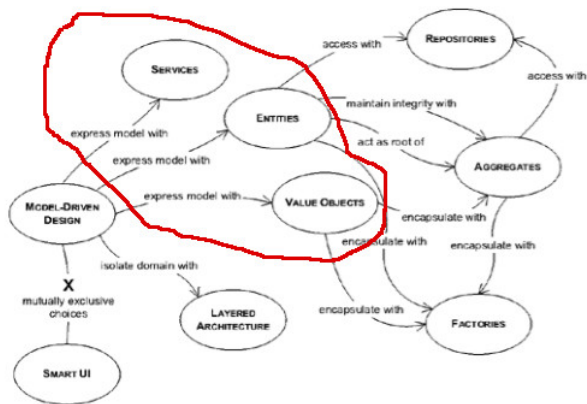 REPOSITORIES
access with
SERVICES
access with
maintain integrity with
ENTITIES
express model with
act as root of
express model with
AGGREGATES
express model with
VALUE OBJECTS
MODEL-DRIVEN
DESIGN
encapsulate with
encapsulate with
encapsulate with
isolate domain with
X
mutually exclusive
choices
encapsulate with
LAYERED
ARCHITECTURE
FACTORIES
SMART UI